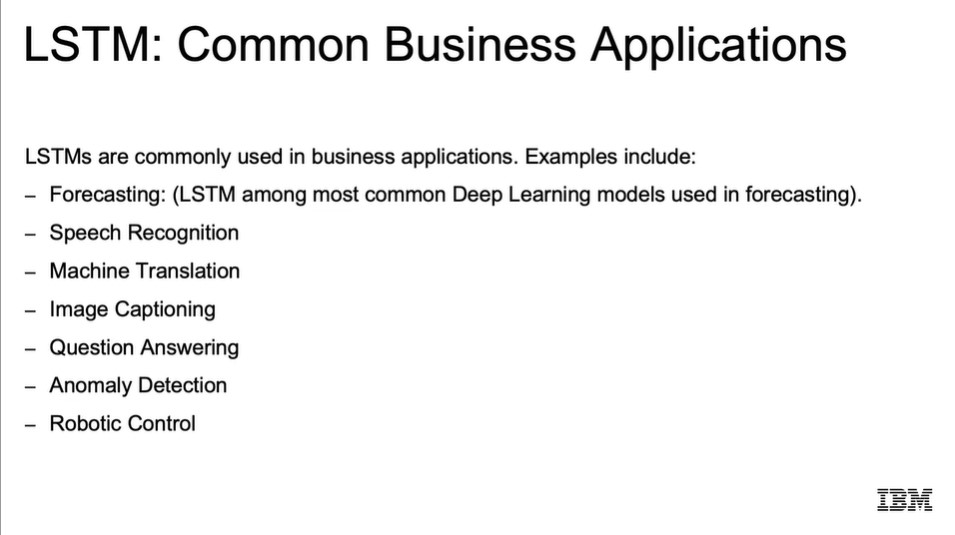 LSTM: Common Business Applications
LSTMs are commonly used in business applications. Examples include:
– Forecasting: (LSTM among most common Deep Learning models used in forecasting).
– Speech Recognition
– Machine Translation
– Image Captioning
– Question Answering
– Anomaly Detection
– Robotic Control
IBM